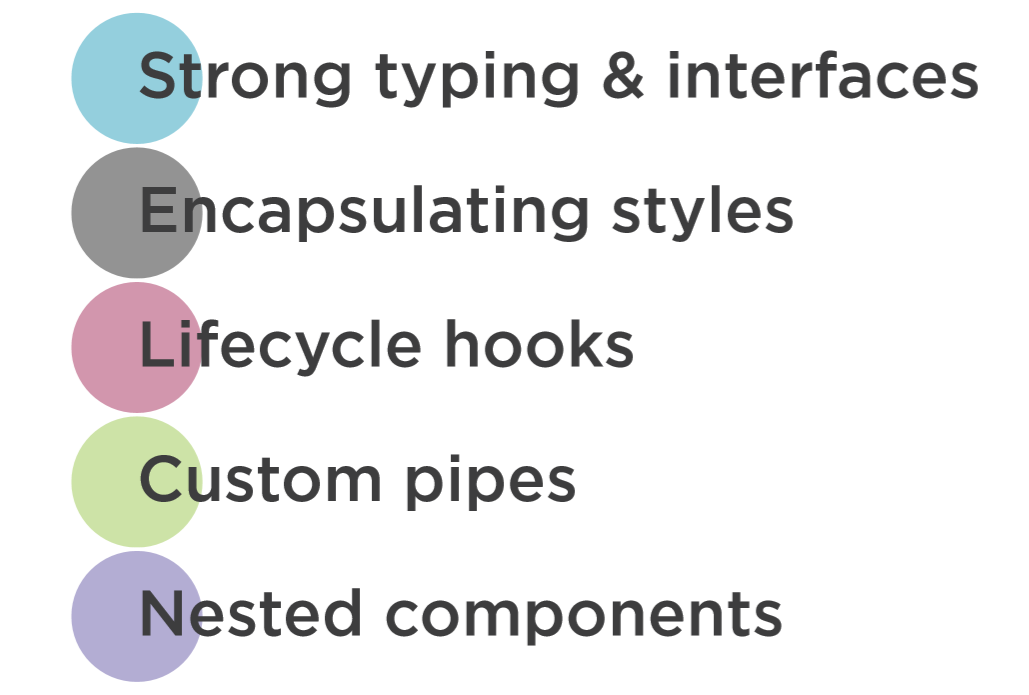 Strong typing & interfaces
Encapsulating styles
Lifecycle hooks
Custom pipes
Nested components